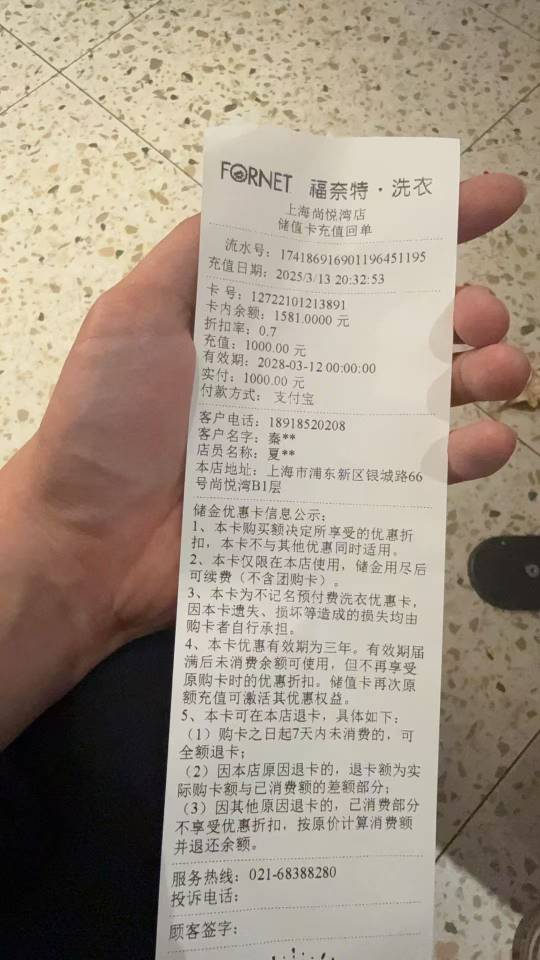 FORNET 福奈特·洗衣
上海尚悦湾店
储值卡充值回单
流水号：174186916901196451195
充值日期：2025/3/13 20:32:53
卡 号：12722101213891
卡内余额：1581.0000 元
折扣率：0.7
充值：1000.00 元
有效期：2028-03-12 00:00:00
实付：1000.00 元
付款方式： 支付宝
客户电话：18918520208
客户名字：秦**
店员名称：夏**
本店地址：上海市浦东新区银城路66
号尚悦湾B1层
储金优惠卡信息公示：
1、本卡购买额决定所享受的优惠折
扣，本卡不与其他优惠同时适用。
2、本卡仅限在本店使用，储金用尽后
可续费（不含团购卡）。
3、本卡为不记名预付费洗衣优惠卡，
因本卡遗失、损坏等造成的损失均由
购卡者自行承担。
4、本卡优惠有效期为三年。有效期届
满后未消费余额可使用，但不再享受
原购卡时的优惠折扣。储值卡再次原
额充值可激活其优惠权益。
5、本卡可在本店退卡，具体如下：
（1）购卡之日起7天内未消费的，可
全额退卡；
（2）因本店原因退卡的，退卡额为实
际购卡额与已消费额的差额部分；
（3）因其他原因退卡的，己消费部分
不享受优惠折扣，按原价计算消费额
并退还余额。
服务热线：021-68388280
投诉电话：
顾客签字：